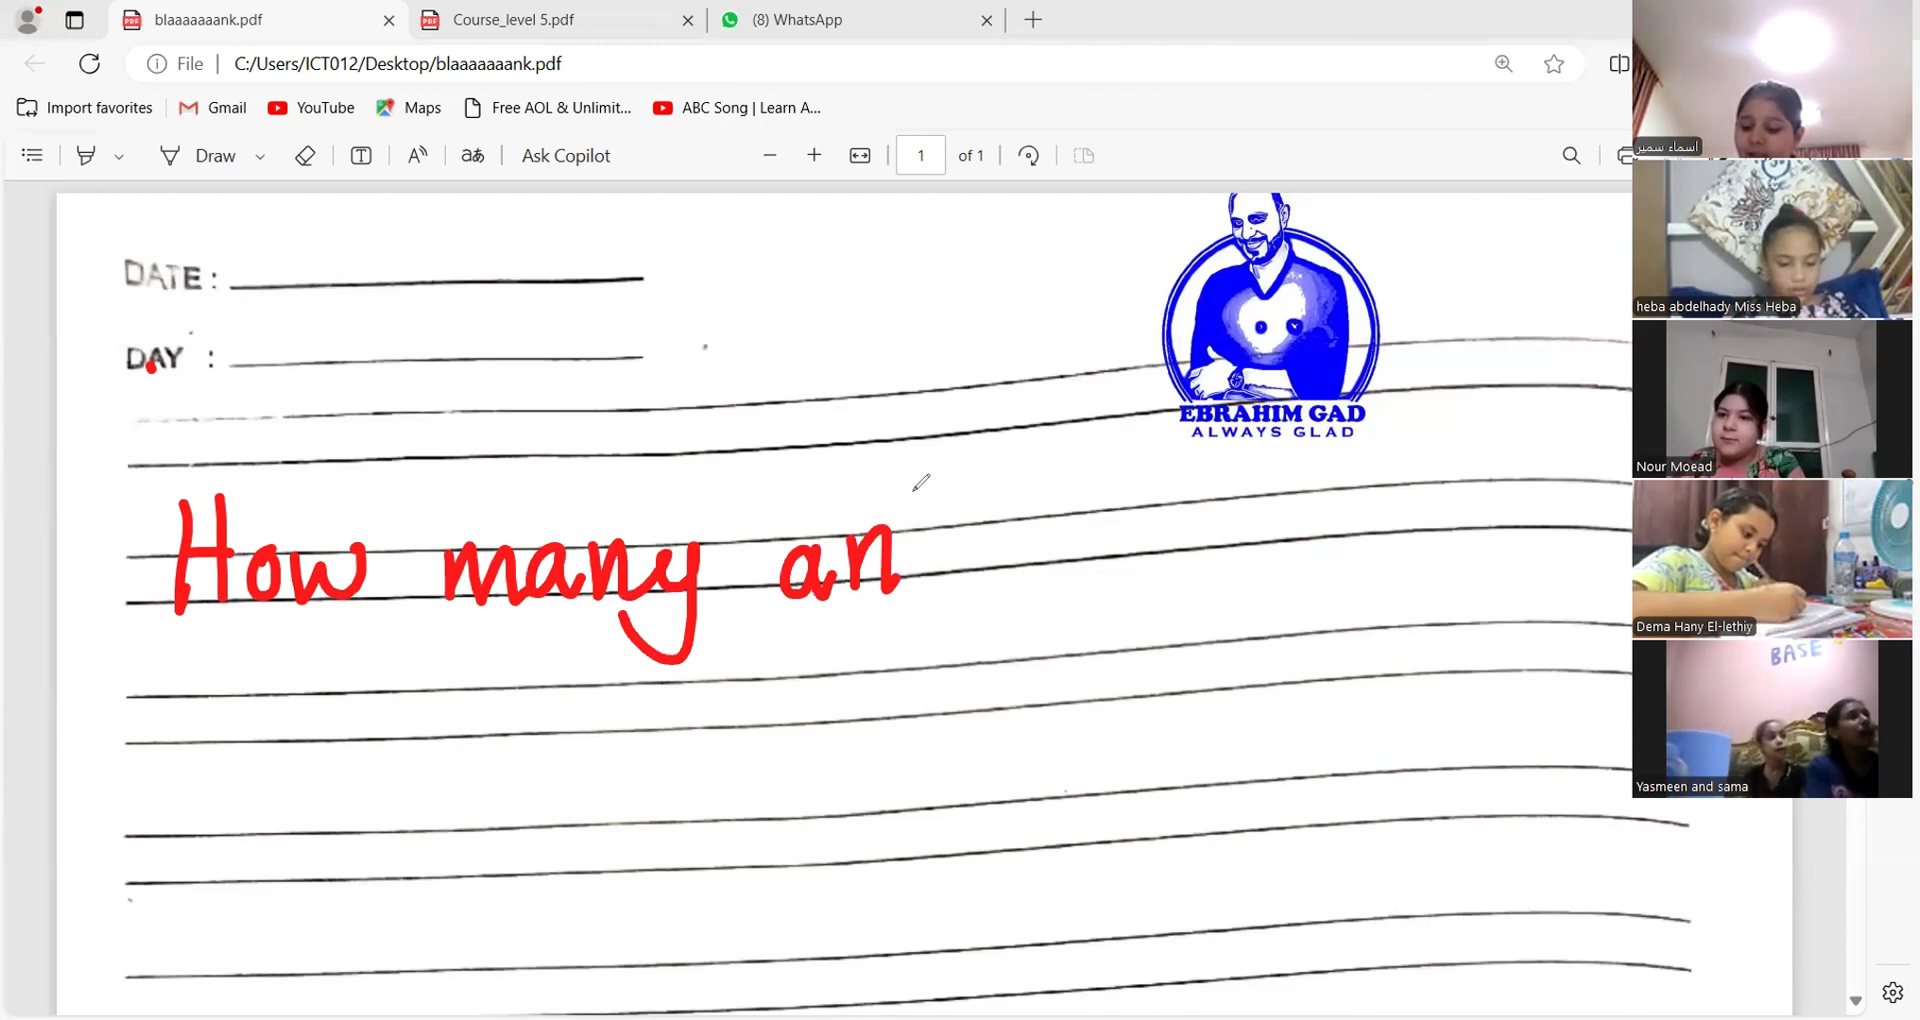 blaaaaaaank.pdf
Course_level 5.pdf
(8) WhatsApp
File
C:/Users/ICT012/Desktop/blaaaaaaank.pdf
Import favorites
Gmail
YouTube
Maps
Free AOL & Unlimit...
ABC Song | Learn A...
Draw
aあ
Ask Copilot
1
of 1
DATE :
DAY :
EBRAHIM GAD
ALWAYS GLAD
How many an
اسماء سمير
heba abdelhady Miss Heba
Nour Moead
Dema Hany El-lethiy
BASE
Yasmeen and sama